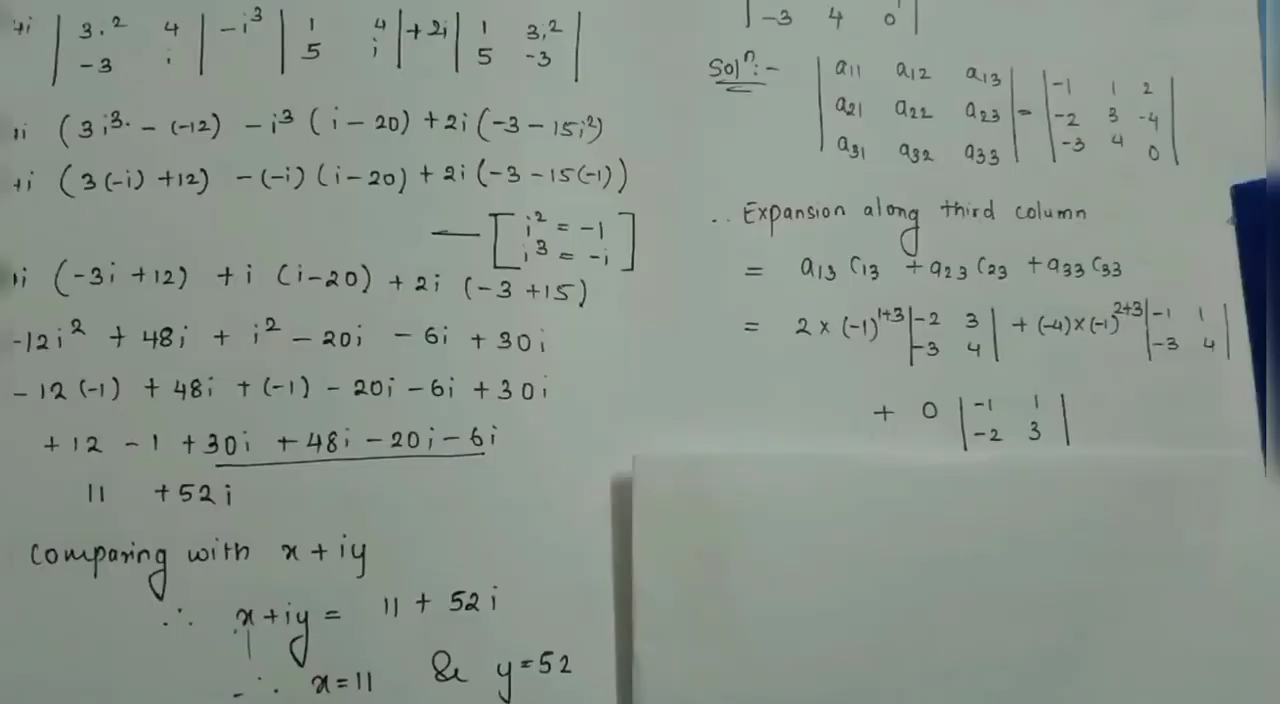 4i | 3i² 4 | - i³ | 1 4 | + 2i | 1 3i² |
| -3 i | | 5 i | | 5 -3 |
4i (3i³ - (-12) - i³ (i - 20) + 2i (-3 - 15i²)
4i (3(-i) + 12) - (-i) (i - 20) + 2i (-3 - 15(-1))
— [ i² = -1
i³ = -i ]
4i (-3i + 12) + i (i - 20) + 2i (-3 + 15)
-12i² + 48i + i² - 20i - 6i + 30i
- 12 (-1) + 48i + (-1) - 20i - 6i + 30i
+ 12 - 1 + 30i + 48i - 20i - 6i
11 + 52i
Comparing with x + iy
∴ x + iy = 11 + 52i
∴ x = 11 & y = 52
| -3 4 0 |
Solⁿ:- | a11 a12 a13 | = | -1 1 2 |
| a21 a22 a23 | | -2 3 -4 |
| a31 a32 a33 | | -3 4 0 |
∴ Expansion along third column
= a13 C13 + a23 C23 + a33 C33
= 2 × (-1)¹⁺³ | -2 3 | + (-4) × (-1)²⁺³ | -1 1 |
| -3 4 | | -3 4 |
+ 0 | -1 1 |
| -2 3 |